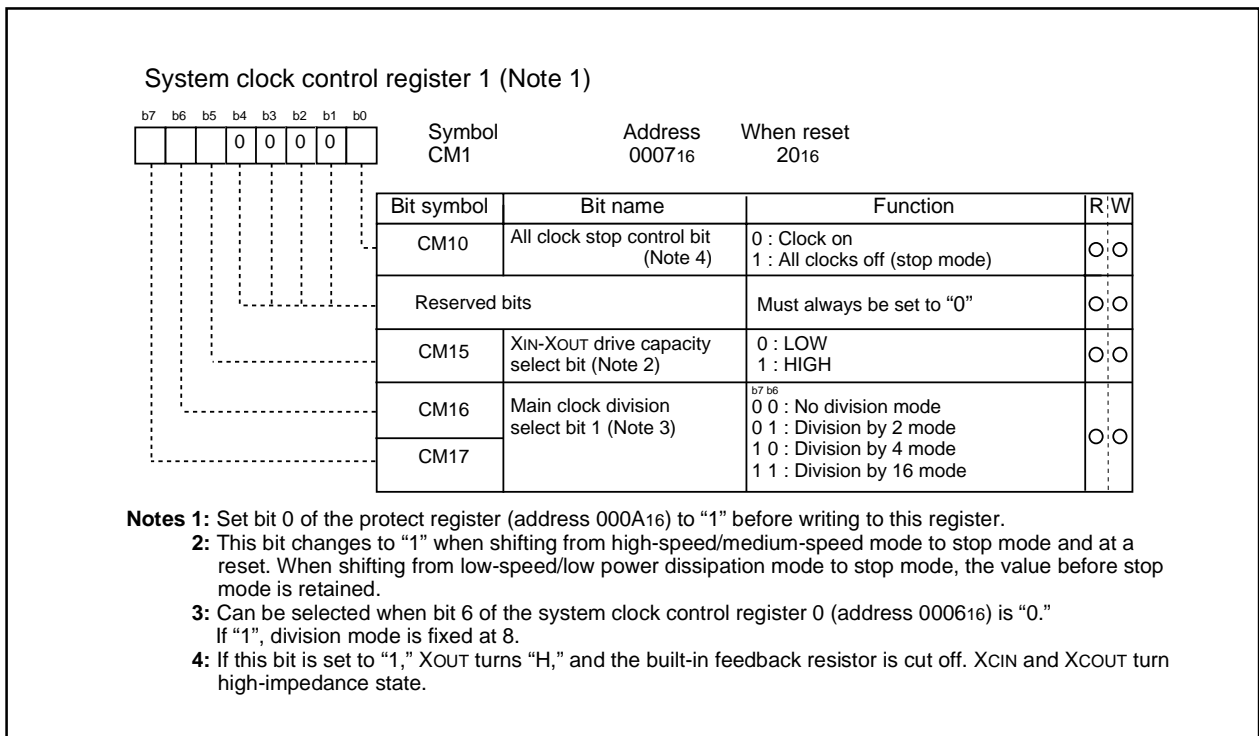 System clock control register 1 (Note 1)
b7 b6 b5 b4 b3 b2 b1 b0
0 0 0 0
Symbol Address When reset
CM1 000716 2016
Bit symbol Bit name Function R W
CM10 All clock stop control bit 0 : Clock on
(Note 4) 1 : All clocks off (stop mode)
Reserved bits Must always be set to “0”
CM15 XIN-XOUT drive capacity 0 : LOW
select bit (Note 2) 1 : HIGH
b7 b6
CM16 Main clock division 0 0 : No division mode
select bit 1 (Note 3) 0 1 : Division by 2 mode
CM17 1 0 : Division by 4 mode
1 1 : Division by 16 mode
Notes 1: Set bit 0 of the protect register (address 000A16) to “1” before writing to this register.
2: This bit changes to “1” when shifting from high-speed/medium-speed mode to stop mode and at a
reset. When shifting from low-speed/low power dissipation mode to stop mode, the value before stop
mode is retained.
3: Can be selected when bit 6 of the system clock control register 0 (address 000616) is “0.”
If “1”, division mode is fixed at 8.
4: If this bit is set to “1,” XOUT turns “H,” and the built-in feedback resistor is cut off. XCIN and XCOUT turn
high-impedance state.